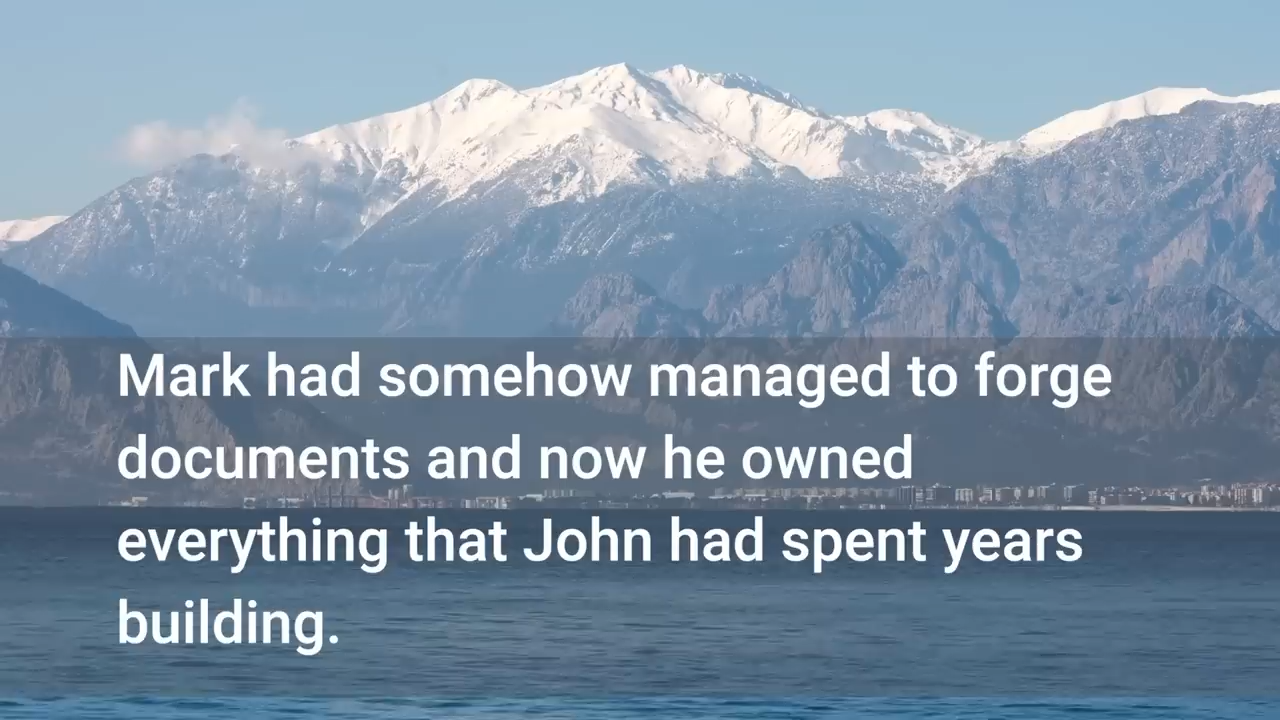 Mark had somehow managed to forge
documents and now he owned
everything that John had spent years
building.